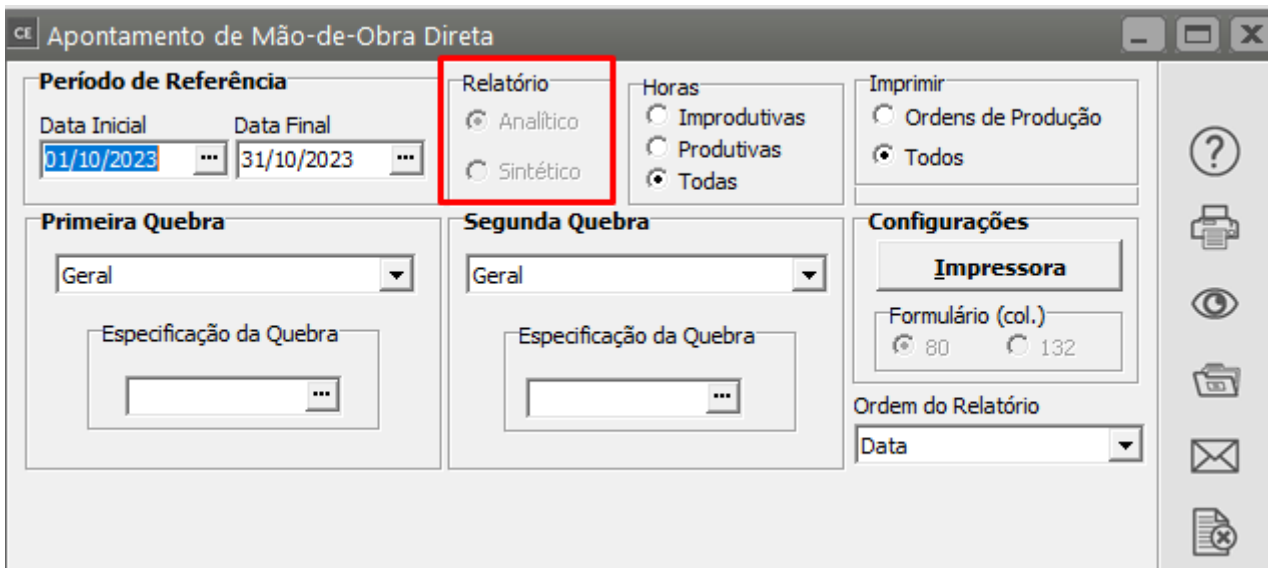 CE Apontamento de Mão-de-Obra Direta
Período de Referência
Data Inicial Data Final
01/10/2023 ... 31/10/2023 ...
Relatório
Analítico
Sintético
Horas
Improdutivas
Produtivas
Todas
Imprimir
Ordens de Produção
Todos
Primeira Quebra
Geral
Especificação da Quebra
...
Segunda Quebra
Geral
Especificação da Quebra
...
Configurações
Impressora
Formulário (col.)
80 132
Ordem do Relatório
Data